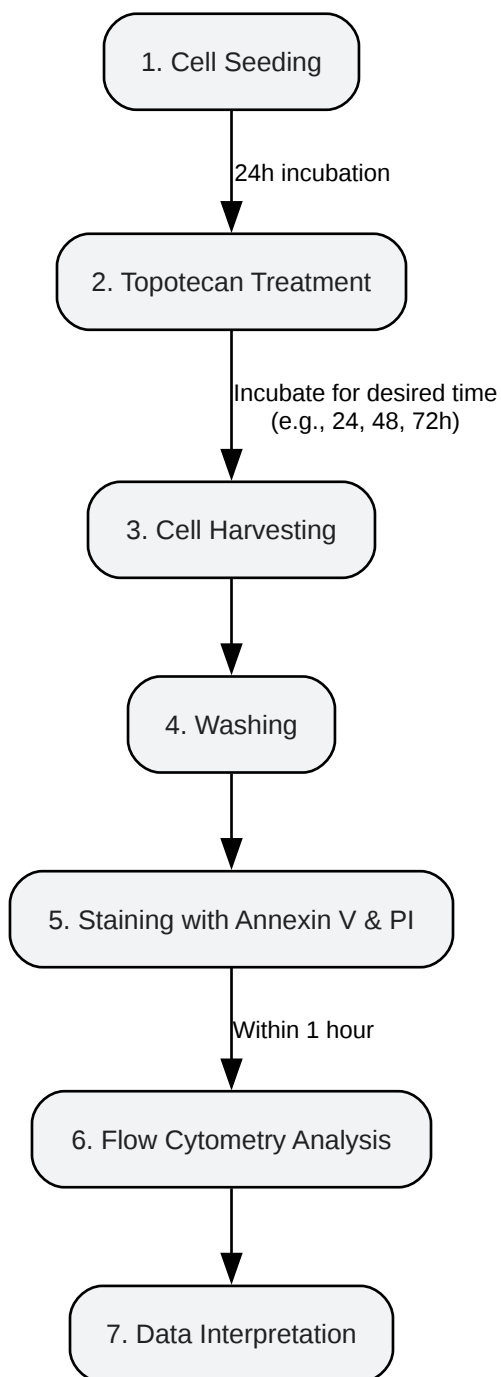 1. Cell Seeding
24h incubation
2. Topotecan Treatment
Incubate for desired time
(e.g., 24, 48, 72h)
3. Cell Harvesting
4. Washing
5. Staining with Annexin V & PI
Within 1 hour
6. Flow Cytometry Analysis
7. Data Interpretation